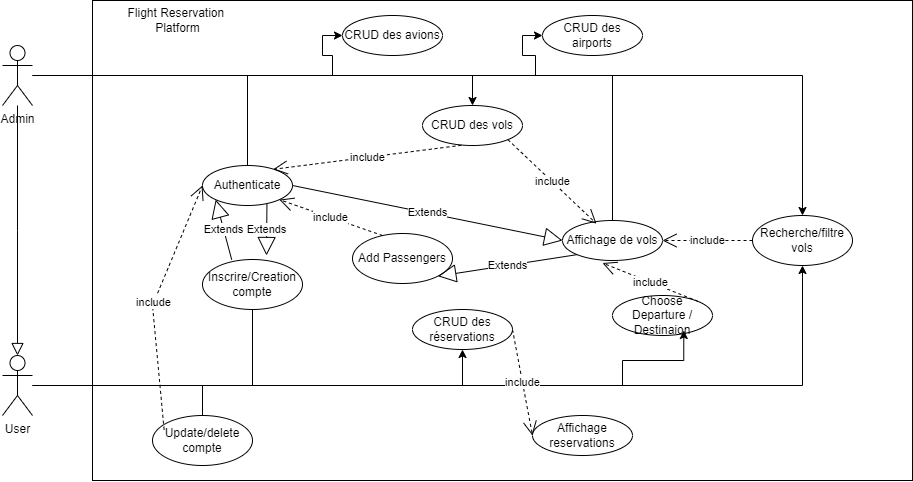 Flight Reservation
Platform
CRUD des avions
CRUD des
airports
Admin
CRUD des vols
include
include
Authenticate
Extends
include
Extends
Extends
Affichage de vols
include
Recherche/filtre
vols
Add Passengers
Extends
Inscrire/Creation
compte
include
include
Choose
Departure /
Destinaion
CRUD des
réservations
include
User
Update/delete
compte
Affichage
reservations